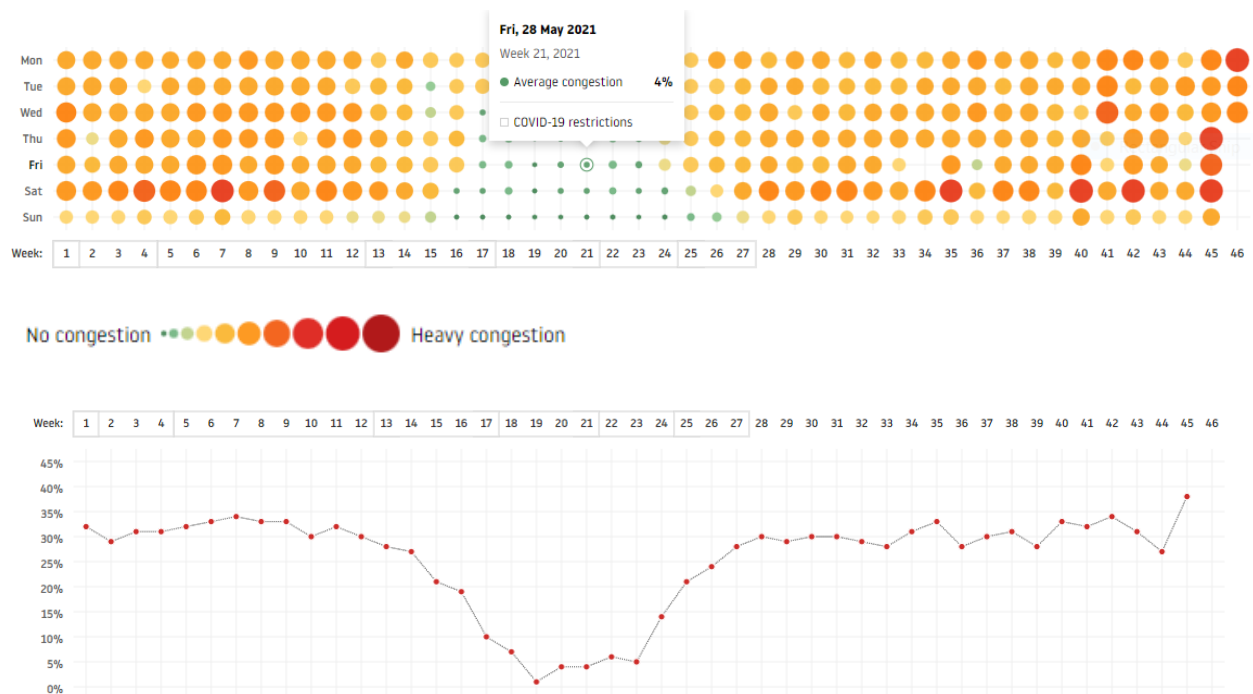 Fri, 28 May 2021
Week 21, 2021
Average congestion 4%
COVID-19 restrictions
Mon
Tue
Wed
Thu
Fri
Sat
Sun
Week: 1 2 3 4 5 6 7 8 9 10 11 12 13 14 15 16 17 18 19 20 21 22 23 24 25 26 27 28 29 30 31 32 33 34 35 36 37 38 39 40 41 42 43 44 45 46
No congestion Heavy congestion
Week: 1 2 3 4 5 6 7 8 9 10 11 12 13 14 15 16 17 18 19 20 21 22 23 24 25 26 27 28 29 30 31 32 33 34 35 36 37 38 39 40 41 42 43 44 45 46
45%
40%
35%
30%
25%
20%
15%
10%
5%
0%